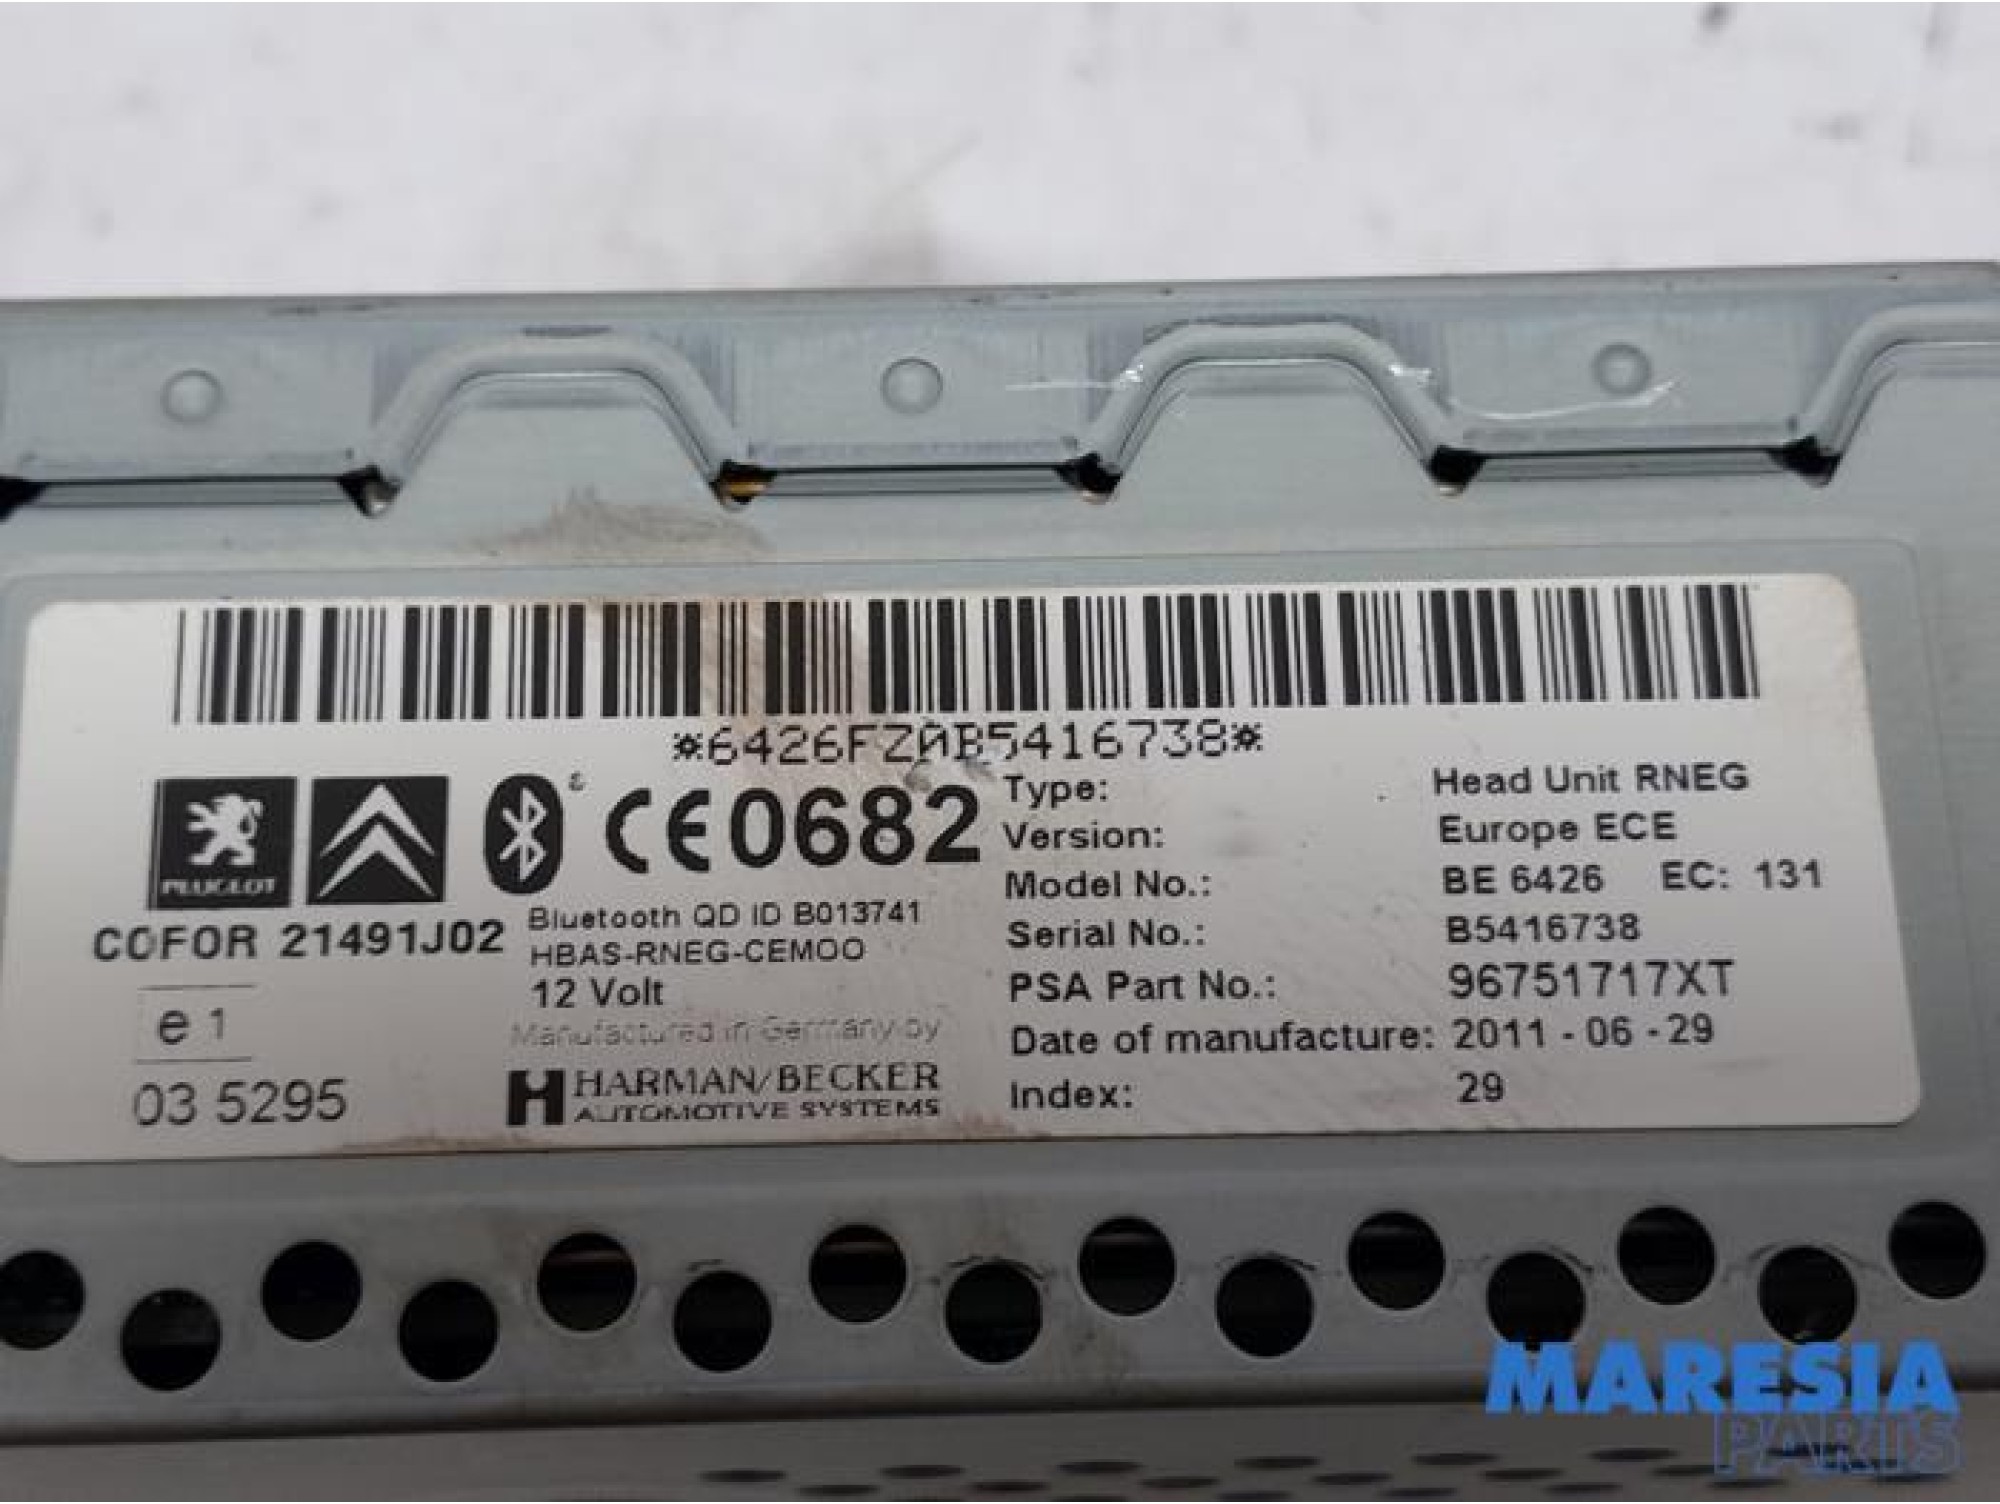 *6426FZ0B5416738*
PEUGEOT
CE0682
COFOR 21491J02
Bluetooth QD ID B013741
HBAS-RNEG-CEMOO
12 Volt
Manufactured in Germany by
HARMAN/BECKER
AUTOMOTIVE SYSTEMS
e1
03 5295
Type: Head Unit RNEG
Version: Europe ECE
Model No.: BE 6426 EC: 131
Serial No.: B5416738
PSA Part No.: 96751717XT
Date of manufacture: 2011 - 06 - 29
Index: 29
MARESIA
PARTS